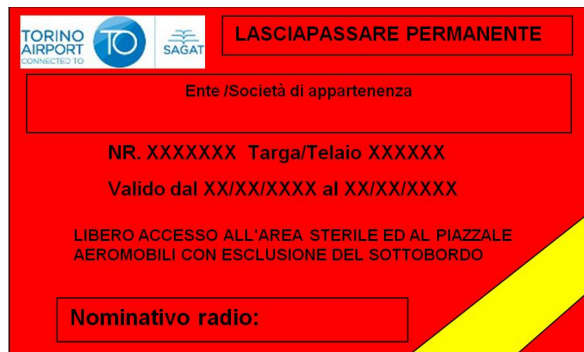 TORINO
AIRPORT
CONNECTED TO
TO
SAGAT
LASCIAPASSARE PERMANENTE
Ente /Società di appartenenza
NR. XXXXXXX Targa/Telaio XXXXXX
Valido dal XX/XX/XXXX al XX/XX/XXXX
LIBERO ACCESSO ALL'AREA STERILE ED AL PIAZZALE
AEROMOBILI CON ESCLUSIONE DEL SOTTOBORDO
Nominativo radio: